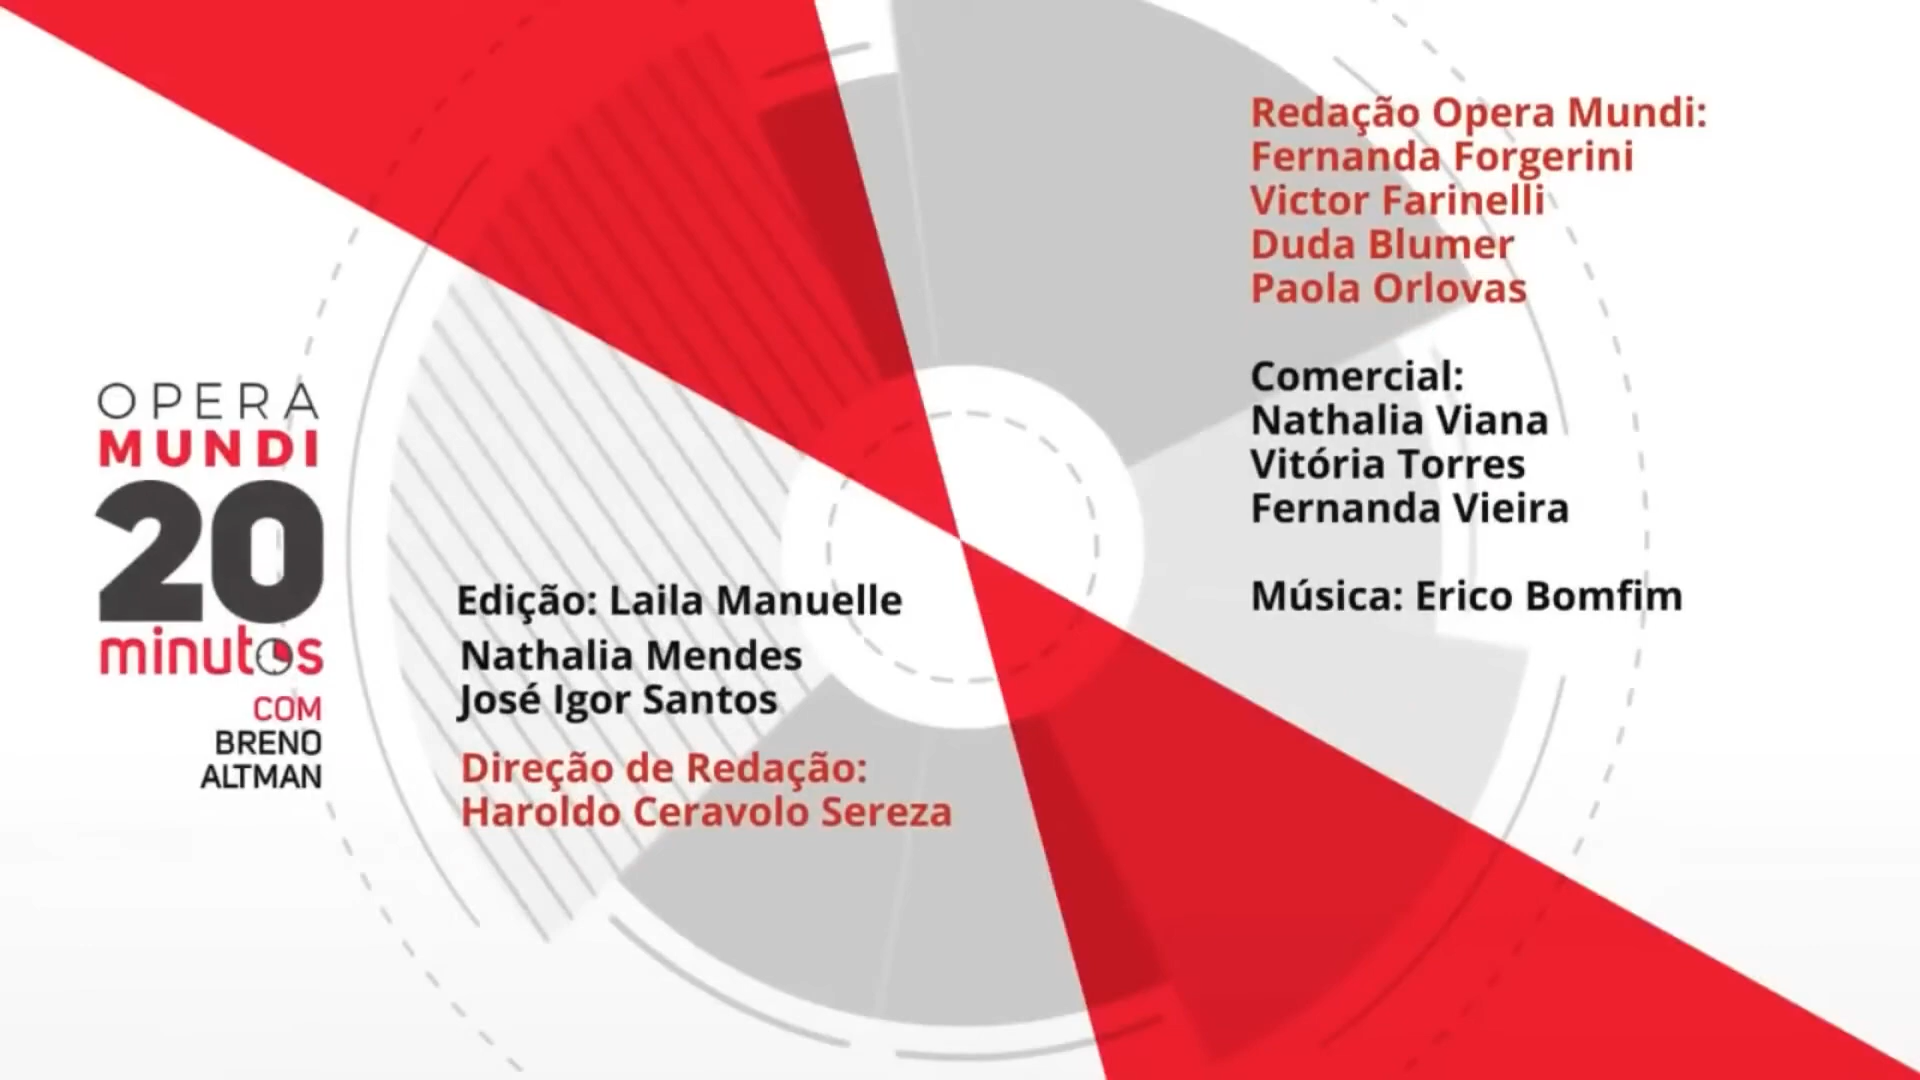 OPERA
MUNDI
20
minutos
COM
BRENO
ALTMAN
Edição: Laila Manuelle
Nathalia Mendes
José Igor Santos
Direção de Redação:
Haroldo Ceravolo Sereza
Redação Opera Mundi:
Fernanda Forgerini
Victor Farinelli
Duda Blumer
Paola Orlovas
Comercial:
Nathalia Viana
Vitória Torres
Fernanda Vieira
Música: Erico Bomfim